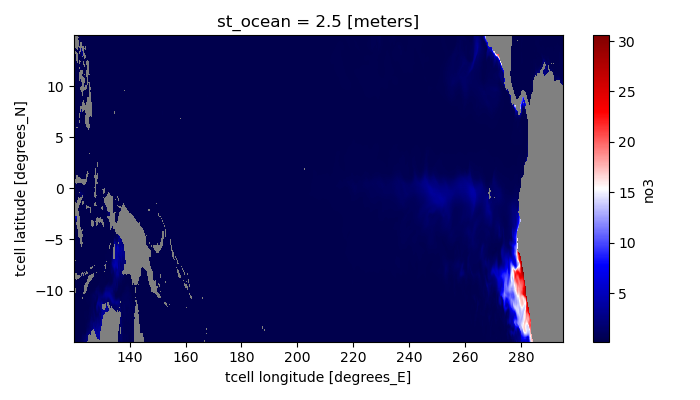 st_ocean = 2.5 [meters]
10
5
0
−5
−10
tcell latitude [degrees_N]
140 160 180 200 220 240 260 280
tcell longitude [degrees_E]
30
25
20
15
10
5
no3